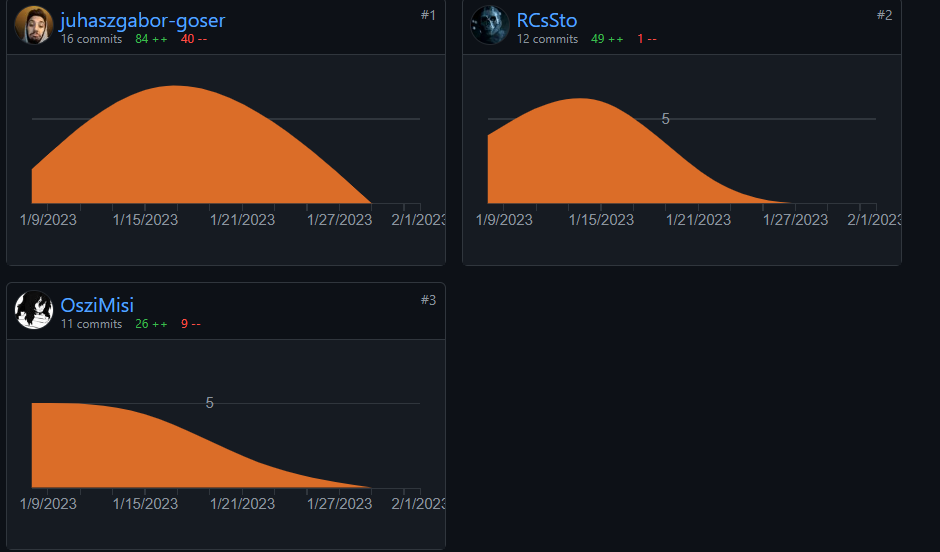 juhaszgabor-goser #1
16 commits 84 ++ 40 --
1/9/2023 1/15/2023 1/21/2023 1/27/2023 2/1/2023
RCsSto #2
12 commits 49 ++ 1 --
5
1/9/2023 1/15/2023 1/21/2023 1/27/2023 2/1/2023
OsziMisi #3
11 commits 26 ++ 9 --
5
1/9/2023 1/15/2023 1/21/2023 1/27/2023 2/1/2023